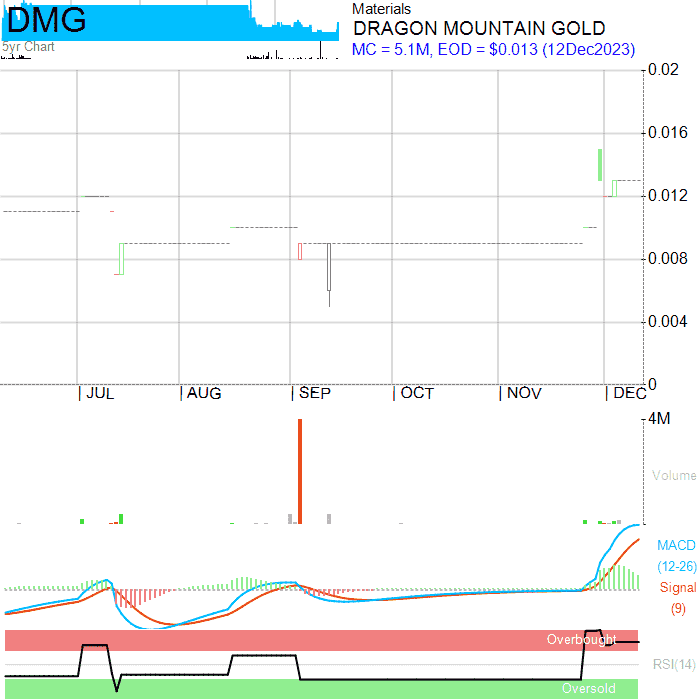 DMG
5yr Chart
Materials
DRAGON MOUNTAIN GOLD
MC = 5.1M, EOD = $0.013 (12Dec2023)
0.02
0.016
0.012
0.008
0.004
0
| JUL | AUG | SEP | OCT | NOV | DEC
4M
Volume
MACD
(12-26)
Signal
(9)
Overbought
RSI(14)
Oversold